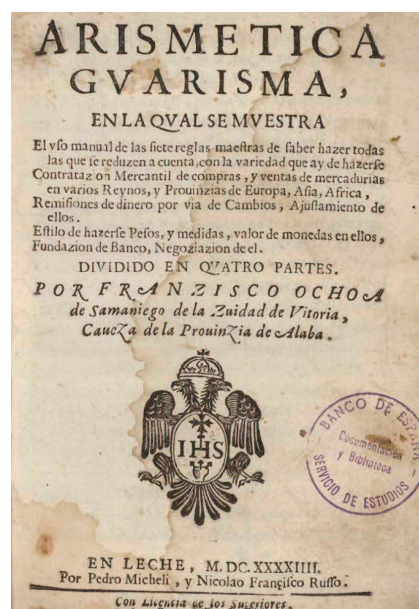 ARISMETICA
GVARISMA,
EN LA QVAL SE MVESTRA
El vso manual de las siete reglas maestras de saber hazer todas
las que se reduzen a cuenta, con la variedad que ay de hazerse
Contratazion Mercantil de compras, y ventas de mercadurias
en varios Reynos, y Prouinzias de Europa, Asia, Africa,
Remisiones de dinero por via de Cambios, Ajustamiento de
ellos.
Estilo de hazerse Pesos, y medidas, valor de monedas en ellos,
Fundazion de Banco, Negoziazion de el.
DIVIDIDO EN QVATRO PARTES.
POR FRANZISCO OCHOA
de Samaniego de la Zuidad de Vitoria,
Caueza de la Prouinzia de Alaba.
IHS
BANCO DE ESPAÑA
Documentación
y Biblioteca
SERVICIO DE ESTUDIOS
EN LECHE, M.DC.XXXXIIII.
Por Pedro Micheli, y Nicolao Françisco Russo.
Con Licencia de los Superiores.